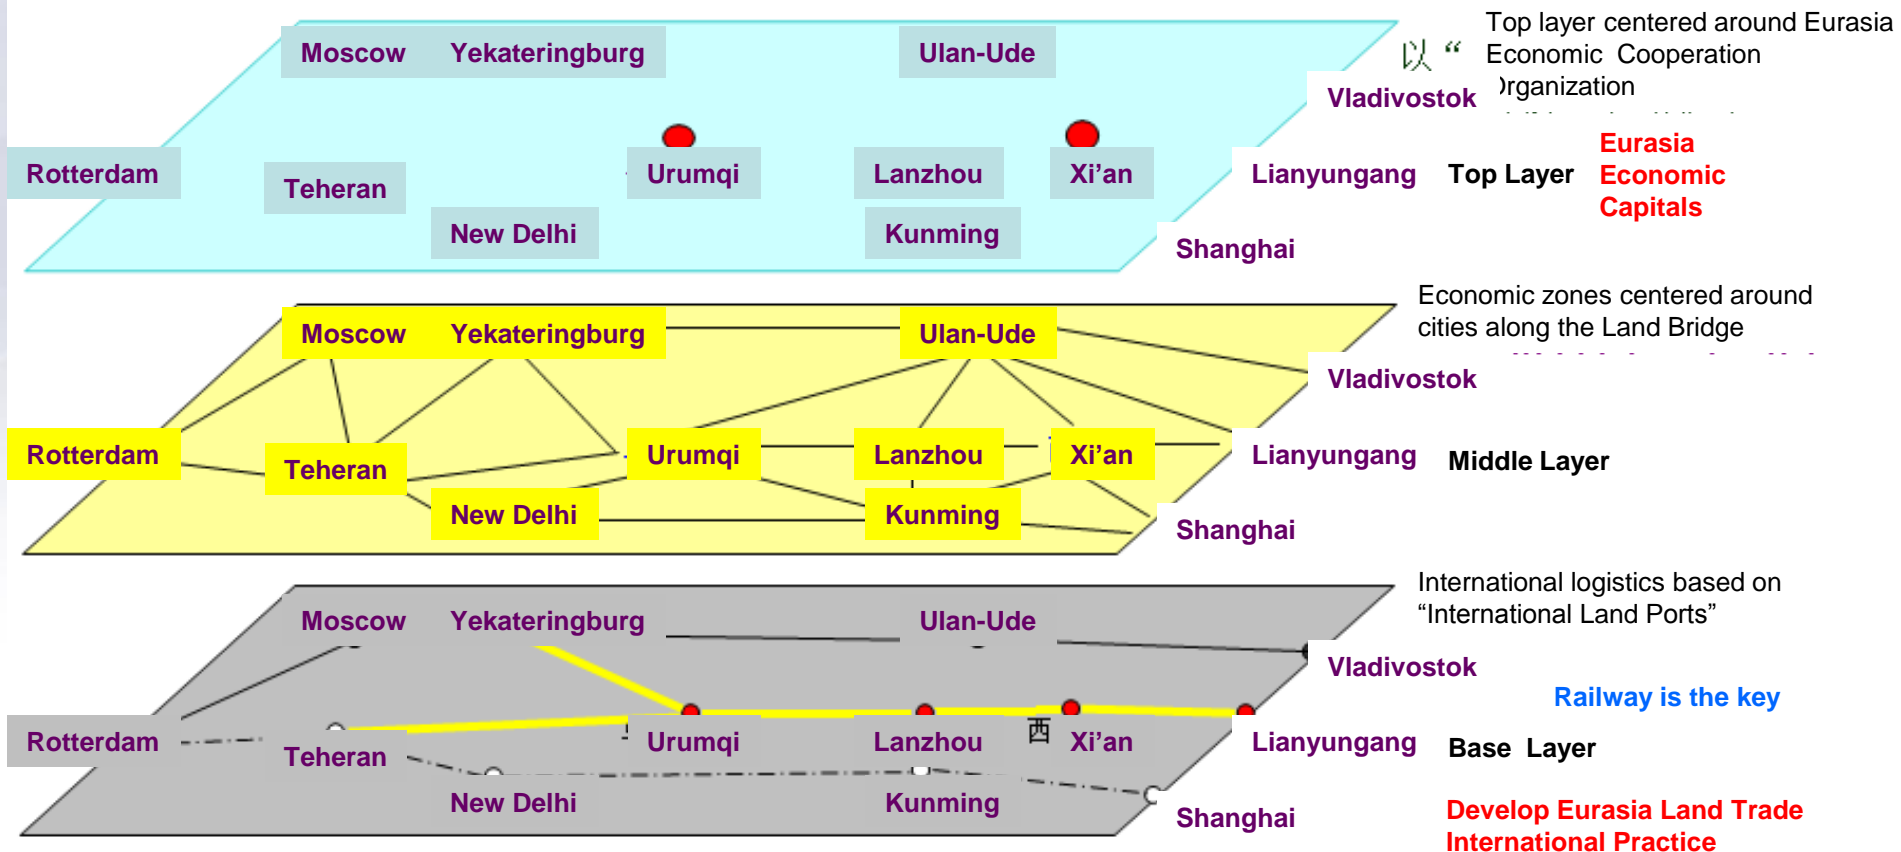 Top layer centered around Eurasia
以 “ Economic Cooperation
Organization
Moscow Yekateringburg Ulan-Ude
Vladivostok
Eurasia
Economic
Capitals
Rotterdam Teheran Urumqi Lanzhou Xi’an Lianyungang Top Layer
New Delhi Kunming
Shanghai
Economic zones centered around
cities along the Land Bridge
Moscow Yekateringburg Ulan-Ude
Vladivostok
Rotterdam Teheran Urumqi Lanzhou Xi’an Lianyungang Middle Layer
New Delhi Kunming
Shanghai
International logistics based on
“International Land Ports”
Moscow Yekateringburg Ulan-Ude
Vladivostok
Railway is the key
Rotterdam Teheran Urumqi Lanzhou 西 Xi’an Lianyungang Base Layer
New Delhi Kunming
Shanghai
Develop Eurasia Land Trade
International Practice